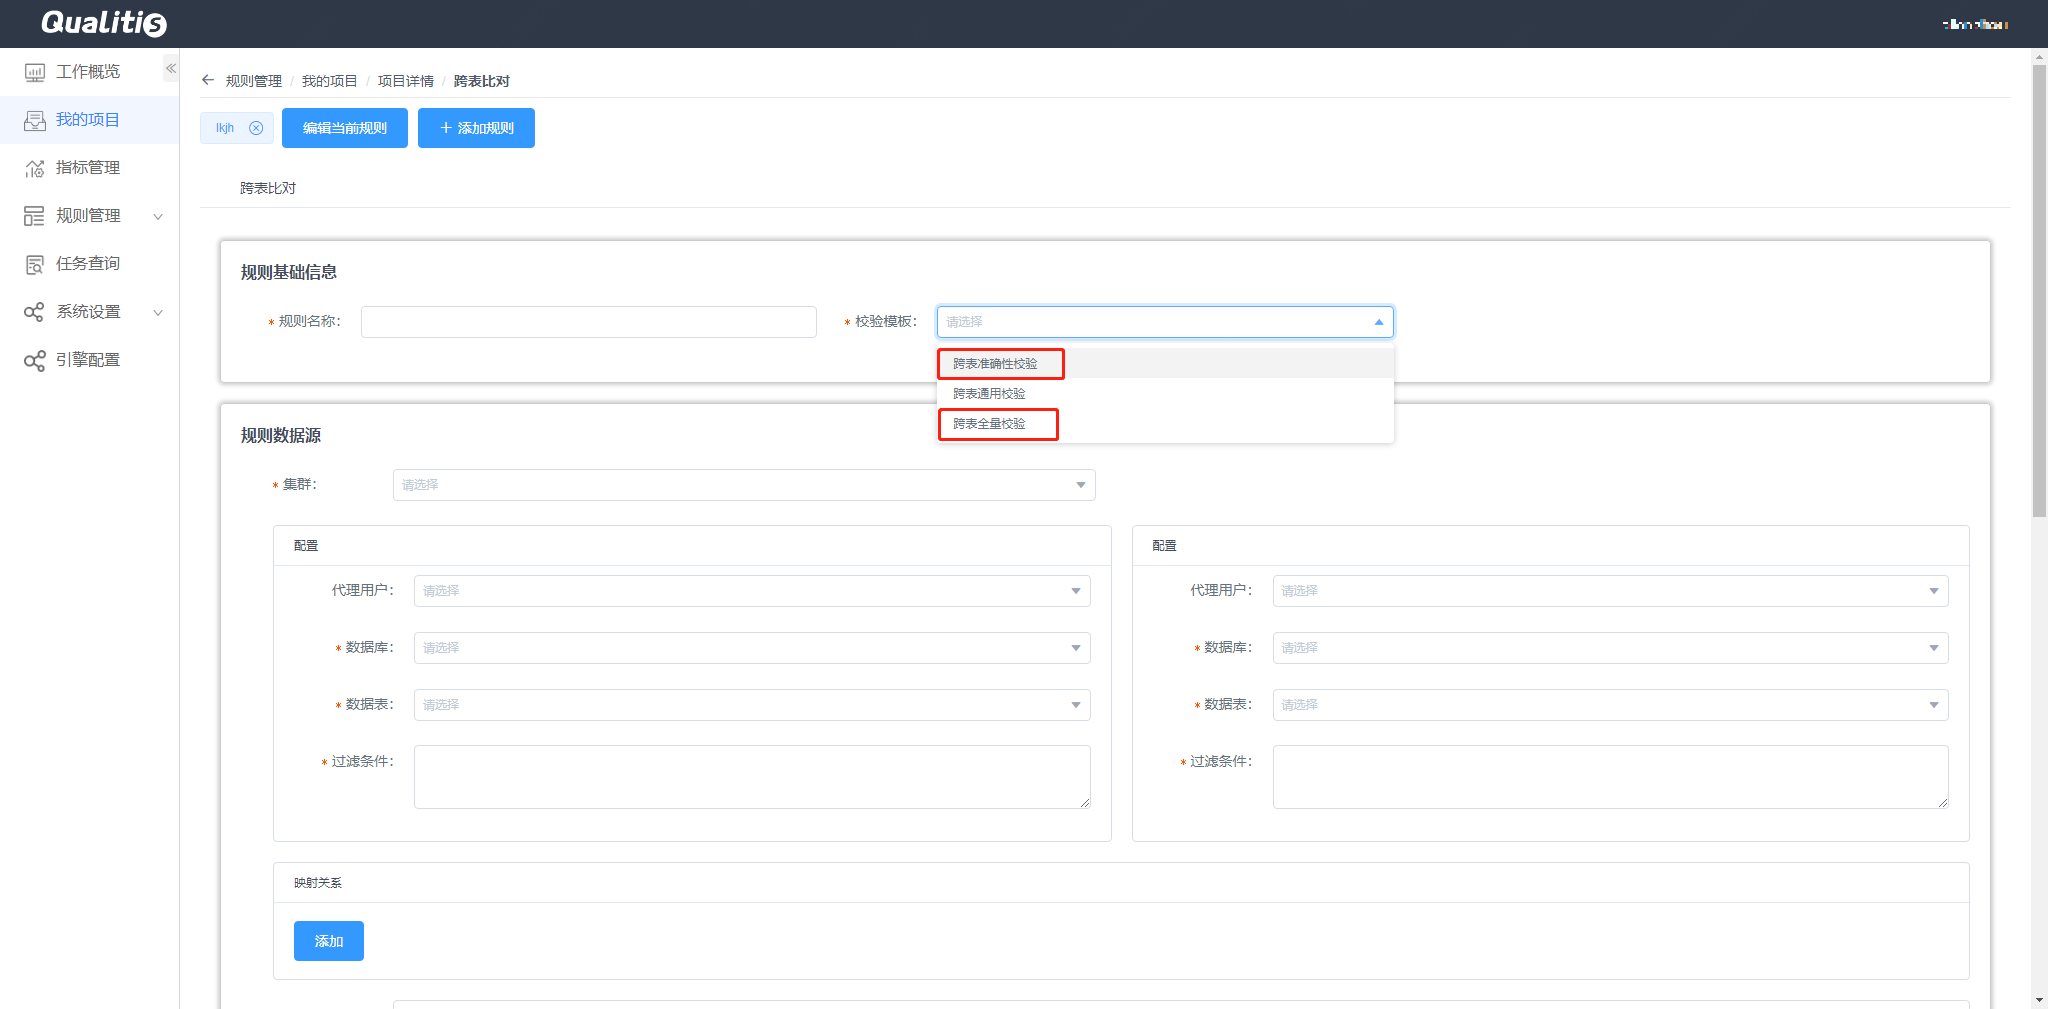 Qualitis
工作概览
我的项目
指标管理
规则管理
任务查询
系统设置
引擎配置
规则管理 / 我的项目 / 项目详情 / 跨表比对
lkjh
编辑当前规则
+ 添加规则
跨表比对
规则基础信息
* 规则名称:
* 校验模板: 请选择
跨表准确性校验
跨表通用校验
跨表全量校验
规则数据源
* 集群: 请选择
配置
代理用户: 请选择
* 数据库: 请选择
* 数据表: 请选择
* 过滤条件:
配置
代理用户: 请选择
* 数据库: 请选择
* 数据表: 请选择
* 过滤条件:
映射关系
添加